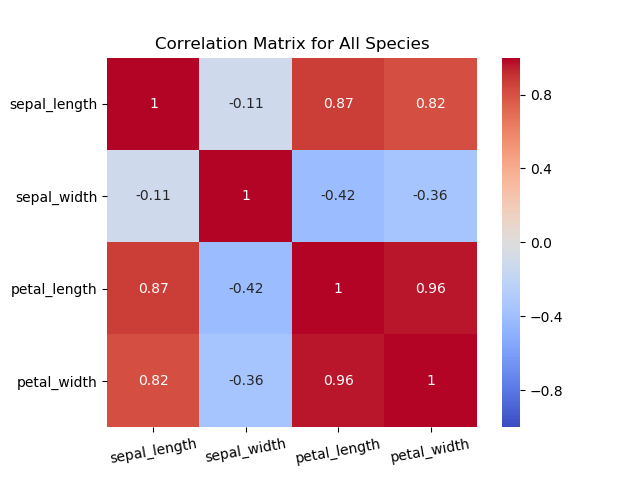 Correlation Matrix for All Species
sepal_length 1 -0.11 0.87 0.82
sepal_width -0.11 1 -0.42 -0.36
petal_length 0.87 -0.42 1 0.96
petal_width 0.82 -0.36 0.96 1
sepal_length sepal_width petal_length petal_width
0.8
0.4
0.0
−0.4
−0.8